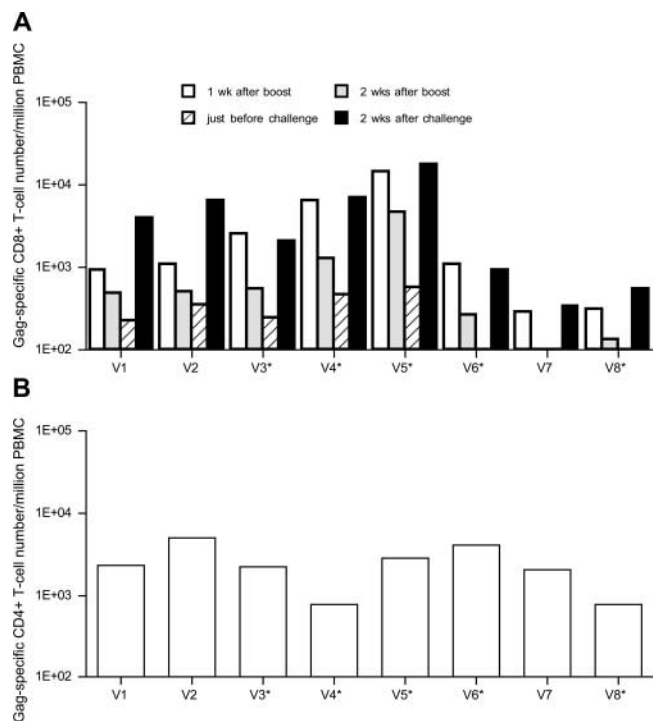 A
Gag-specific CD8+ T-cell number/million PBMC
1 wk after boost
2 wks after boost
just before challenge
2 wks after challenge
1E+05
1E+04
1E+03
1E+02
V1 V2 V3* V4* V5* V6* V7 V8*
B
Gag-specific CD4+ T-cell number/million PBMC
1E+05
1E+04
1E+03
1E+02
V1 V2 V3* V4* V5* V6* V7 V8*